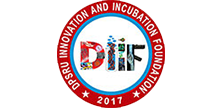 DPSRU INNOVATION AND INCUBATION FOUNDATION
DIIF
★ 2017 ★